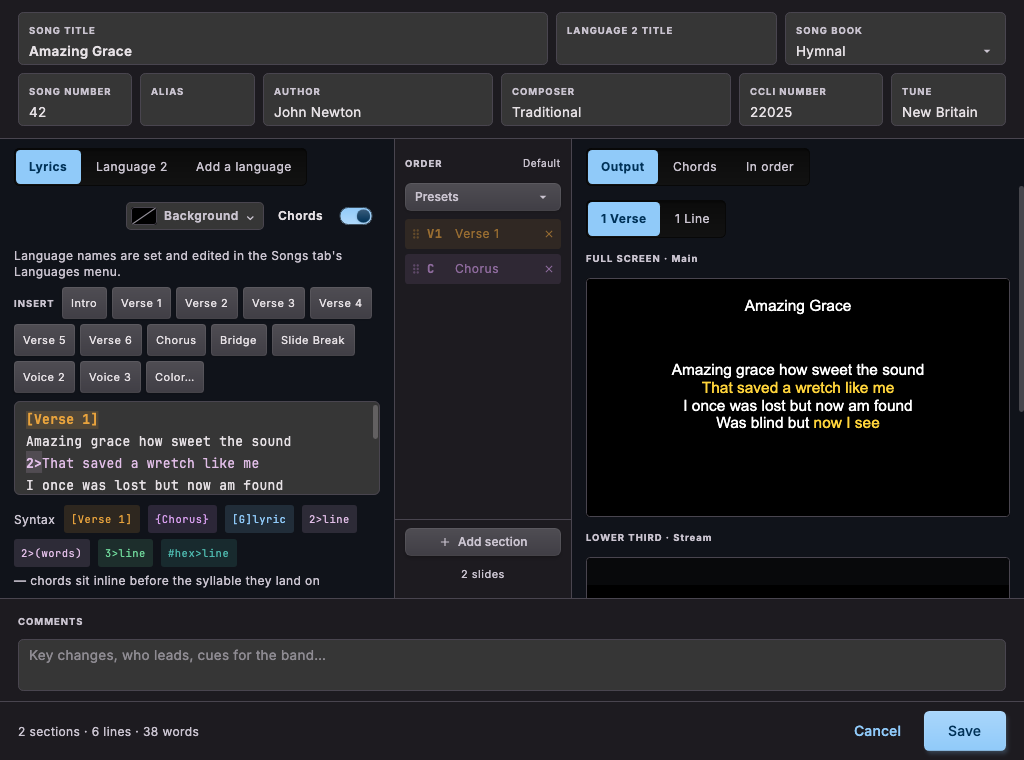 SONG TITLE
Amazing Grace
LANGUAGE 2 TITLE
SONG BOOK
Hymnal
SONG NUMBER
42
ALIAS
AUTHOR
John Newton
COMPOSER
Traditional
CCLI NUMBER
22025
TUNE
New Britain
Lyrics
Language 2
Add a language
Background
Chords
Language names are set and edited in the Songs tab's
Languages menu.
INSERT
Intro
Verse 1
Verse 2
Verse 3
Verse 4
Verse 5
Verse 6
Chorus
Bridge
Slide Break
Voice 2
Voice 3
Color...
[Verse 1]
Amazing grace how sweet the sound
2>That saved a wretch like me
I once was lost but now am found
Syntax
[Verse 1]
{Chorus}
[G]lyric
2>line
2>(words)
3>line
#hex>line
— chords sit inline before the syllable they land on
ORDER
Default
Presets
V1 Verse 1 ×
C Chorus ×
+ Add section
2 slides
Output
Chords
In order
1 Verse
1 Line
FULL SCREEN · Main
Amazing Grace
Amazing grace how sweet the sound
That saved a wretch like me
I once was lost but now am found
Was blind but now I see
LOWER THIRD · Stream
COMMENTS
Key changes, who leads, cues for the band...
2 sections · 6 lines · 38 words
Cancel
Save